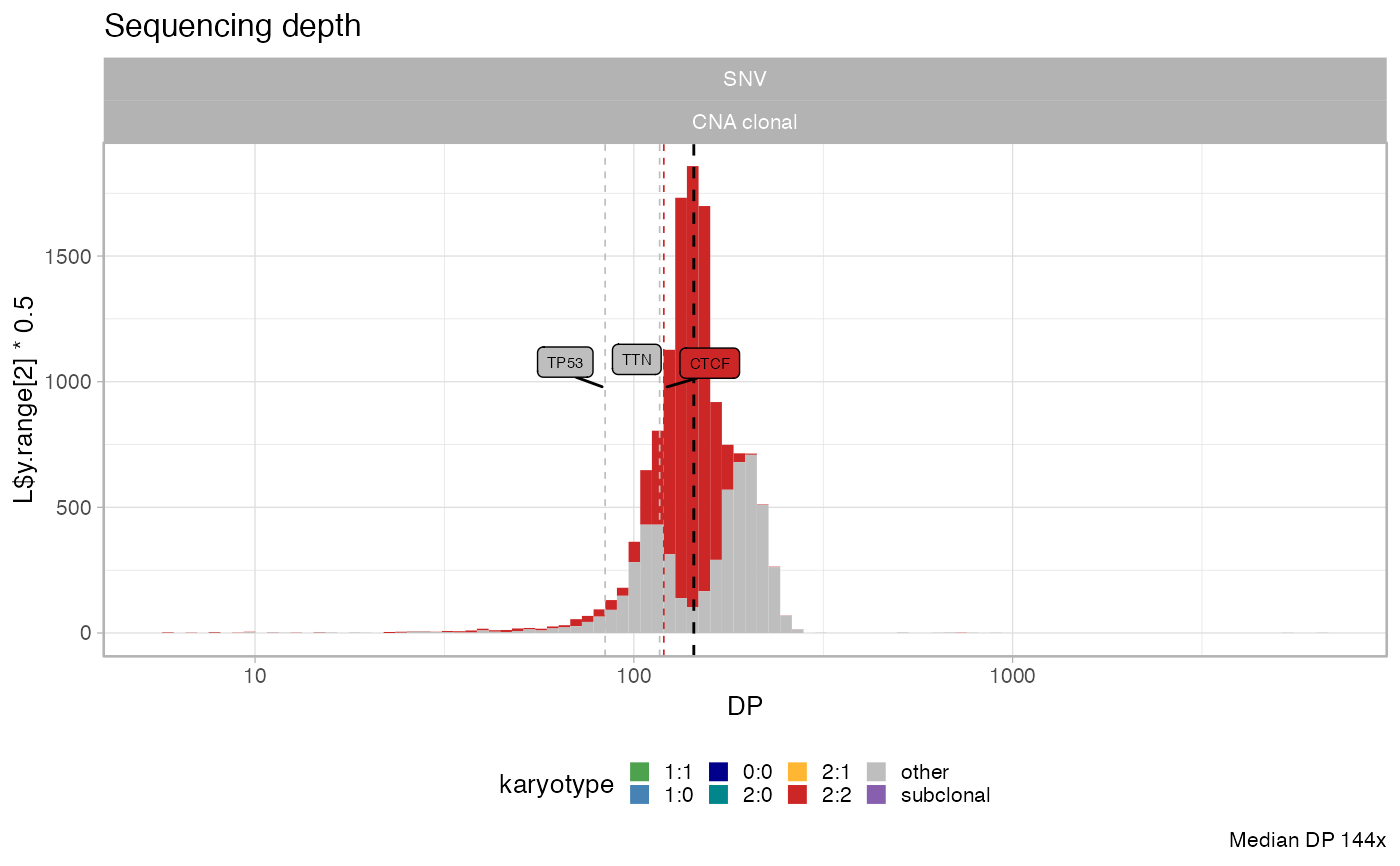 Sequencing depth
SNV
CNA clonal
L$y.range[2] * 0.5
1500
1000
500
0
TP53
TTN
CTCF
10
100
1000
DP
karyotype
1:1
0:0
2:1
other
1:0
2:0
2:2
subclonal
Median DP 144x